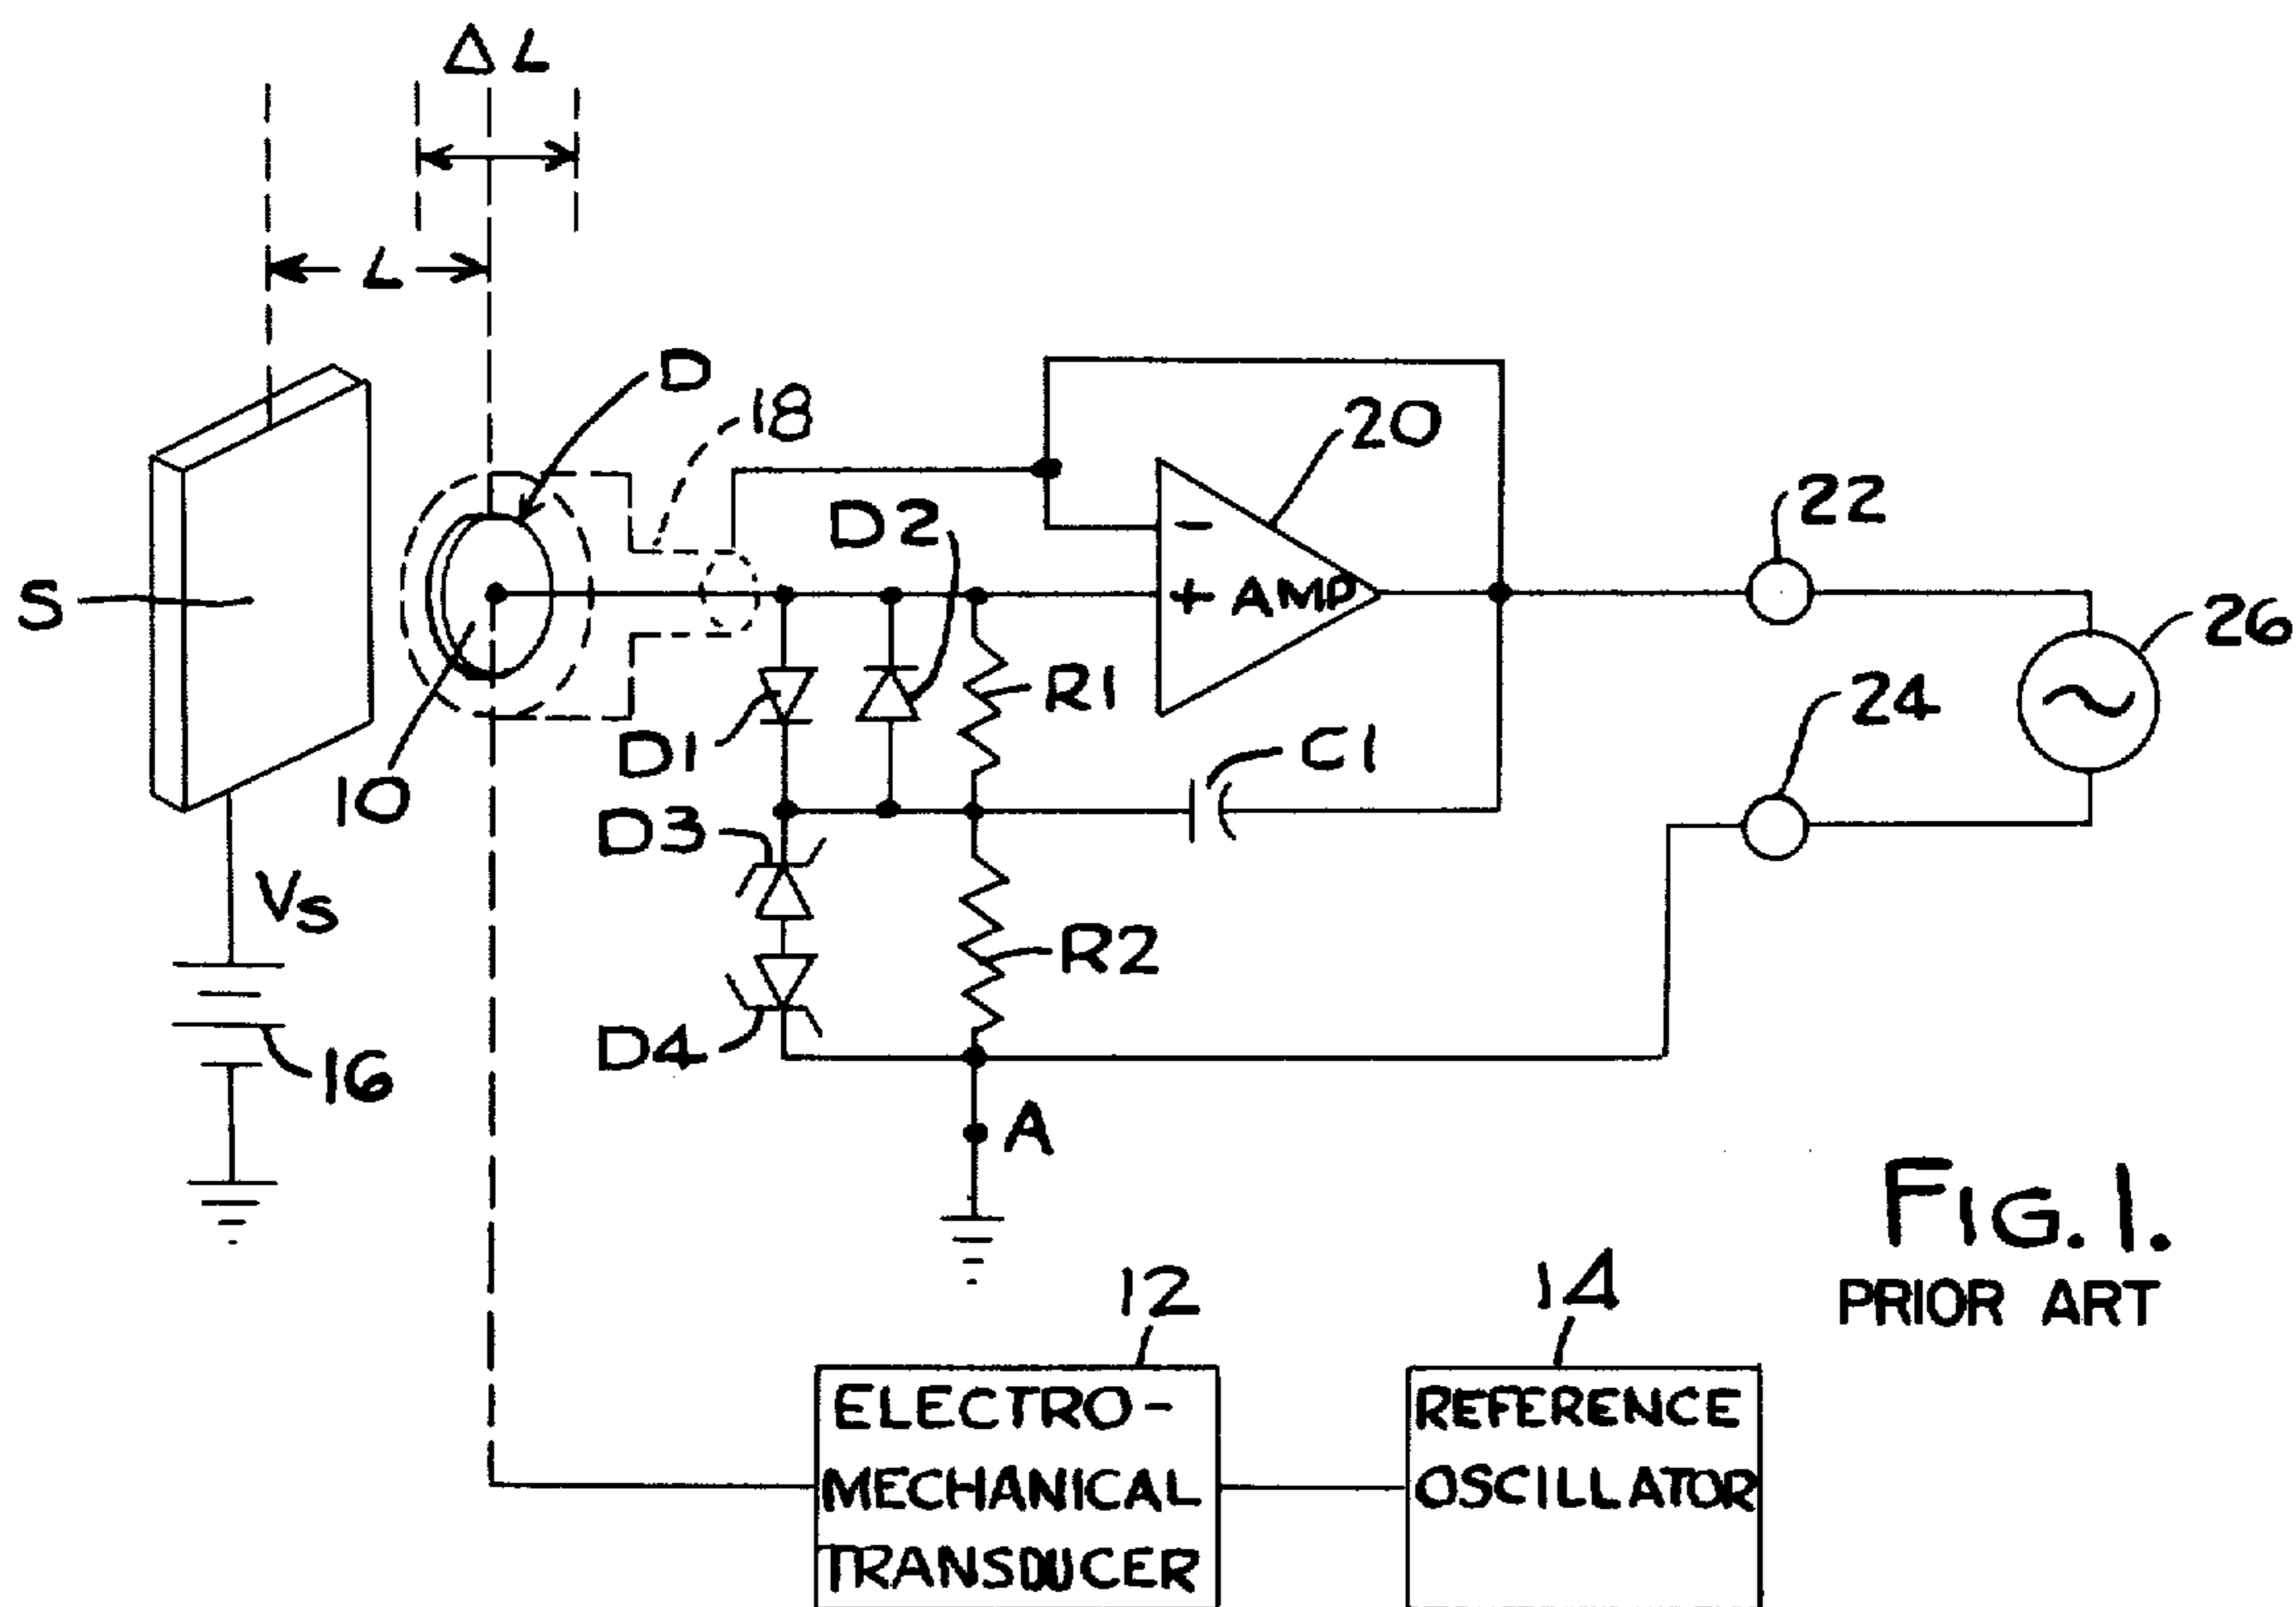 ΔL
L
D
18
20
22
D2
S
+ AMP
-
26
R1
24
D1
C1
10
D3
VS
R2
D4
16
A
FIG. 1.
PRIOR ART
12
14
ELECTRO-
MECHANICAL
TRANSDUCER
REFERENCE
OSCILLATOR